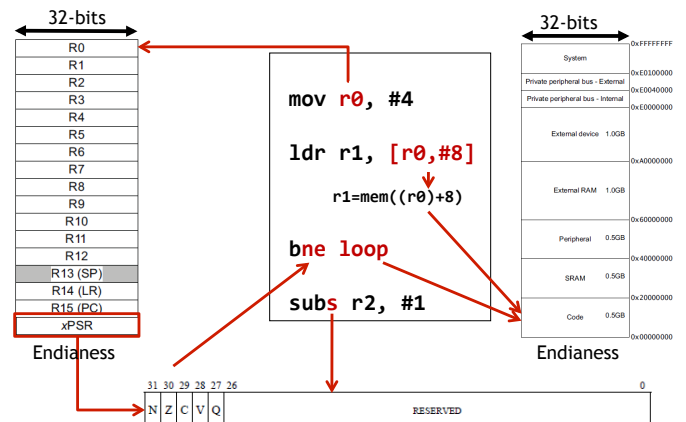 32-bits
R0
R1
R2
R3
R4
R5
R6
R7
R8
R9
R10
R11
R12
R13 (SP)
R14 (LR)
R15 (PC)
xPSR
Endianess
mov r0, #4
ldr r1, [r0,#8]
r1=mem((r0)+8)
bne loop
subs r2, #1
32-bits
0xFFFFFFFF
System
0xE0100000
Private peripheral bus - External
0xE0040000
Private peripheral bus - Internal
0xE0000000
External device 1.0GB
0xA0000000
External RAM 1.0GB
0x60000000
Peripheral 0.5GB
0x40000000
SRAM 0.5GB
0x20000000
Code 0.5GB
0x00000000
Endianess
31 30 29 28 27 26 0
N Z C V Q RESERVED